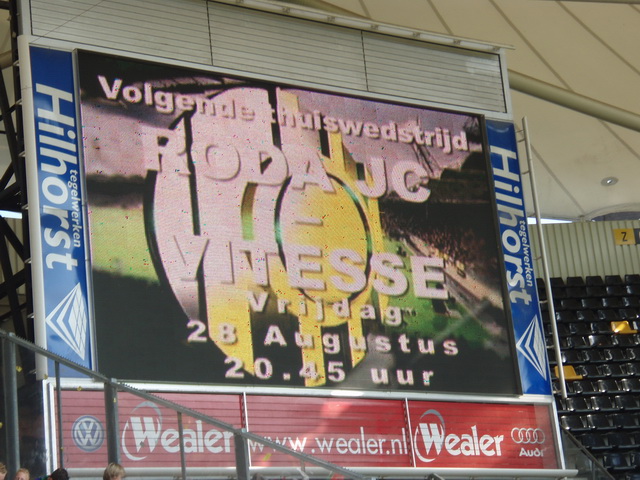 Volgende thuiswedstrijd
RODA JC
-
VITESSE
Vrijdag
28 Augustus
20.45 uur
Hilhorst
tegelwerken
Hilhorst
tegelwerken
Wealer
www.wealer.nl
Wealer
Audi
Z